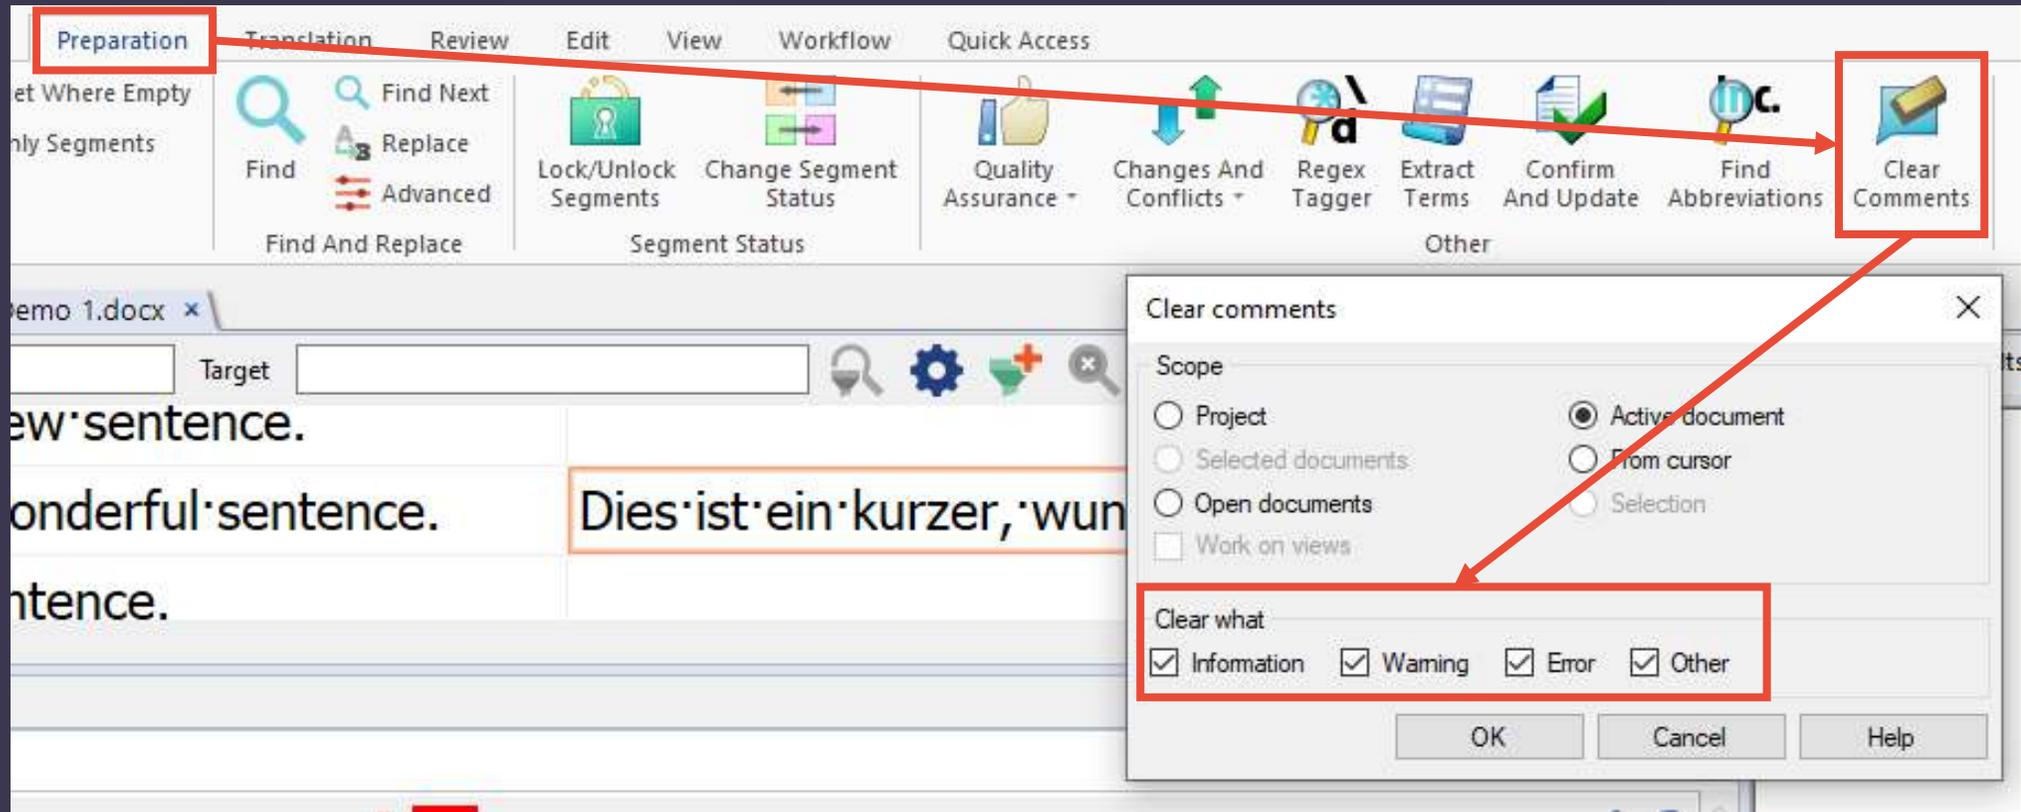 Preparation Translation Review Edit View Workflow Quick Access
et Where Empty
nly Segments
Find
Find Next
Replace
Advanced
Find And Replace
Lock/Unlock Segments
Change Segment Status
Segment Status
Quality Assurance
Changes And Conflicts
Regex Tagger
Extract Terms
Confirm And Update
Find Abbreviations
Clear Comments
Other
emo 1.docx
Target
ew·sentence.
onderful·sentence.
Dies·ist·ein·kurzer,·wun
ntence.
Clear comments
Scope
Project
Selected documents
Open documents
Work on views
Active document
From cursor
Selection
Clear what
Information Warning Error Other
OK Cancel Help